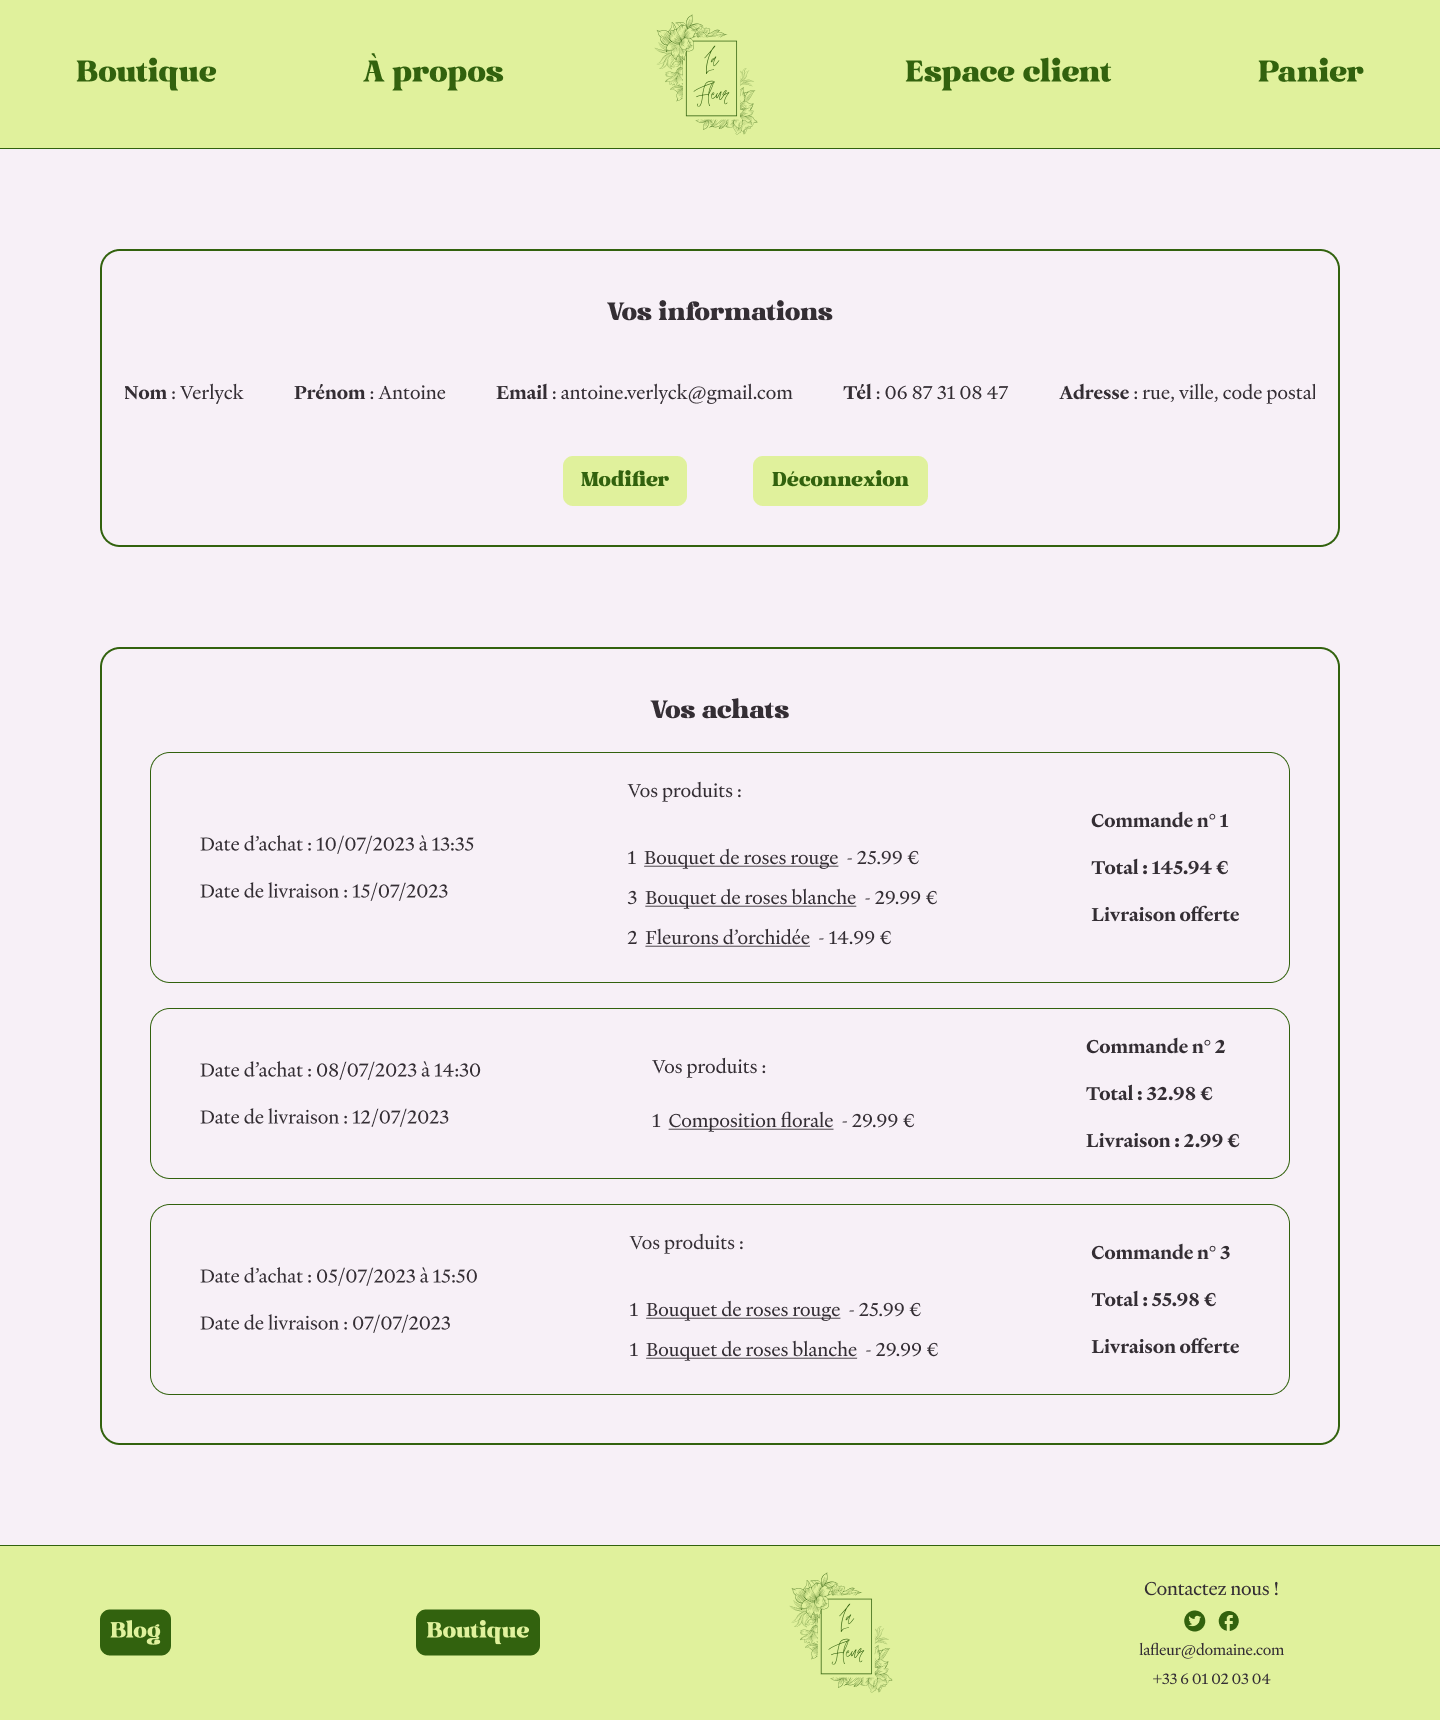 Boutique
À propos
La
Fleur
Espace client
Panier
Vos informations
Nom : Verlyck
Prénom : Antoine
Email : antoine.verlyck@gmail.com
Tél : 06 87 31 08 47
Adresse : rue, ville, code postal
Modifier
Déconnexion
Vos achats
Date d’achat : 10/07/2023 à 13:35
Date de livraison : 15/07/2023
Vos produits :
1 Bouquet de roses rouge - 25.99 €
3 Bouquet de roses blanche - 29.99 €
2 Fleurons d’orchidée - 14.99 €
Commande n° 1
Total : 145.94 €
Livraison offerte
Date d’achat : 08/07/2023 à 14:30
Date de livraison : 12/07/2023
Vos produits :
1 Composition florale - 29.99 €
Commande n° 2
Total : 32.98 €
Livraison : 2.99 €
Date d’achat : 05/07/2023 à 15:50
Date de livraison : 07/07/2023
Vos produits :
1 Bouquet de roses rouge - 25.99 €
1 Bouquet de roses blanche - 29.99 €
Commande n° 3
Total : 55.98 €
Livraison offerte
Blog
Boutique
La
Fleur
Contactez nous !
lafleur@domaine.com
+33 6 01 02 03 04